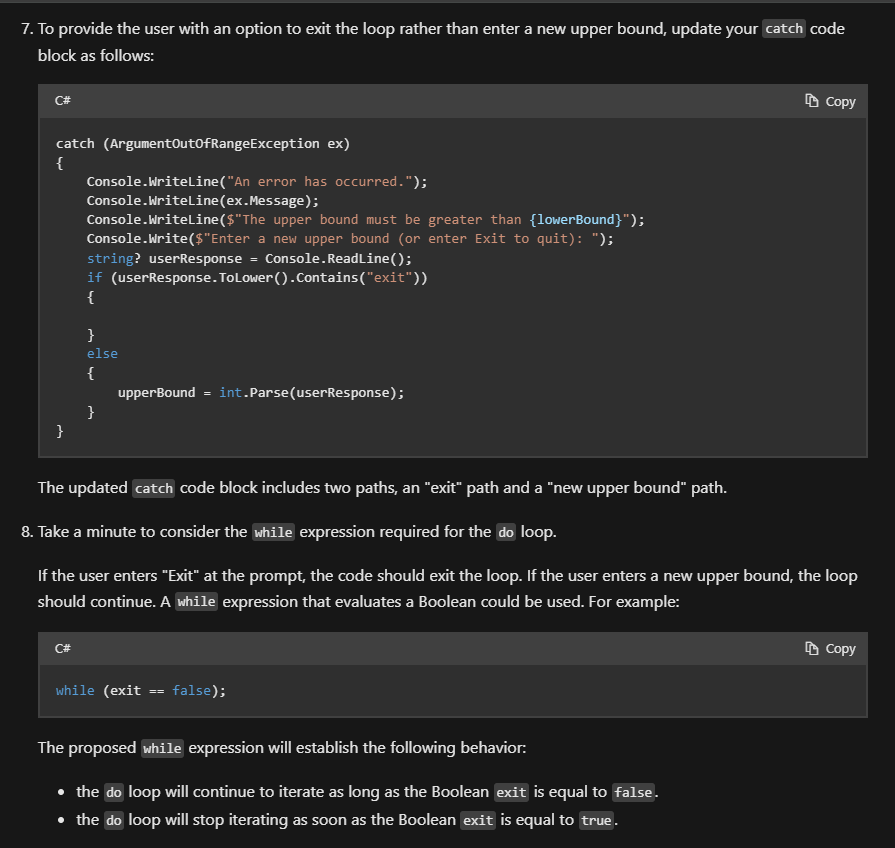 7. To provide the user with an option to exit the loop rather than enter a new upper bound, update your catch code
block as follows:
C#
Copy
catch (ArgumentOutOfRangeException ex)
{
    Console.WriteLine("An error has occurred.");
    Console.WriteLine(ex.Message);
    Console.WriteLine($"The upper bound must be greater than {lowerBound}");
    Console.Write($"Enter a new upper bound (or enter Exit to quit): ");
    string? userResponse = Console.ReadLine();
    if (userResponse.ToLower().Contains("exit"))
    {
    }
    else
    {
        upperBound = int.Parse(userResponse);
    }
}
The updated catch code block includes two paths, an "exit" path and a "new upper bound" path.
8. Take a minute to consider the while expression required for the do loop.
If the user enters "Exit" at the prompt, the code should exit the loop. If the user enters a new upper bound, the loop
should continue. A while expression that evaluates a Boolean could be used. For example:
C#
Copy
while (exit == false);
The proposed while expression will establish the following behavior:
• the do loop will continue to iterate as long as the Boolean exit is equal to false.
• the do loop will stop iterating as soon as the Boolean exit is equal to true.